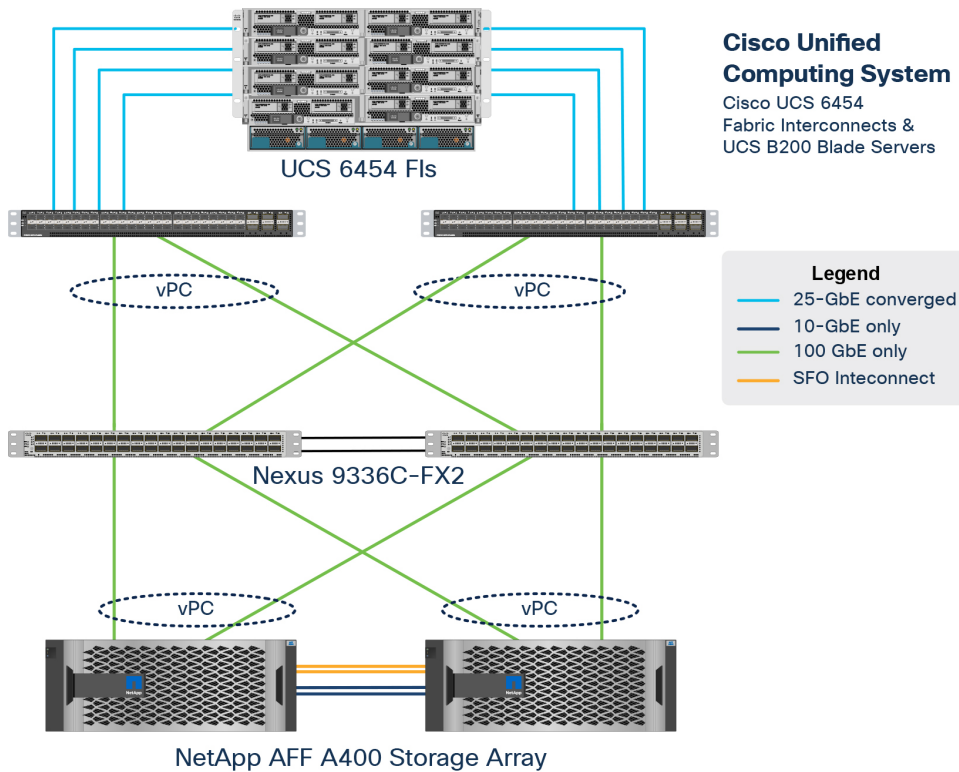 Cisco Unified
Computing System
Cisco UCS 6454
Fabric Interconnects &
UCS B200 Blade Servers
UCS 6454 FIs
vPC
vPC
Legend
25-GbE converged
10-GbE only
100 GbE only
SFO Inteconnect
Nexus 9336C-FX2
vPC
vPC
NetApp
NetApp
NetApp AFF A400 Storage Array